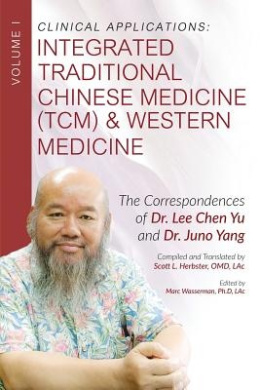 VOLUME I
CLINICAL APPLICATIONS:
INTEGRATED
TRADITIONAL
CHINESE MEDICINE
(TCM) & WESTERN
MEDICINE
The Correspondences
of Dr. Lee Chen Yu
and Dr. Juno Yang
Compiled and Translated by
Scott L. Herbster, OMD, LAc
Edited by
Marc Wasserman, Ph.D, LAc